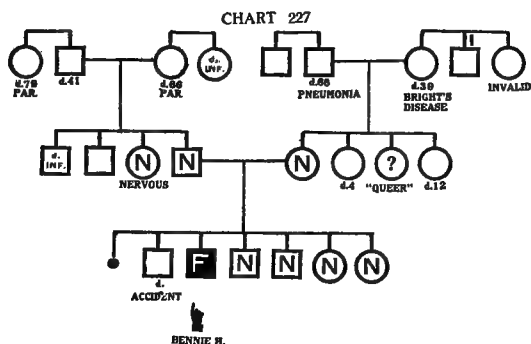 CHART 227
d.79 d.41 d.66 d. INF. d.66 d.39 INVALID
PAR. PAR PNEUMONIA BRIGHT'S
DISEASE
d. INF. N N N ?
NERVOUS d.4 "QUEER" d.12
F N N N N
d.
ACCIDENT
BENNIE H.